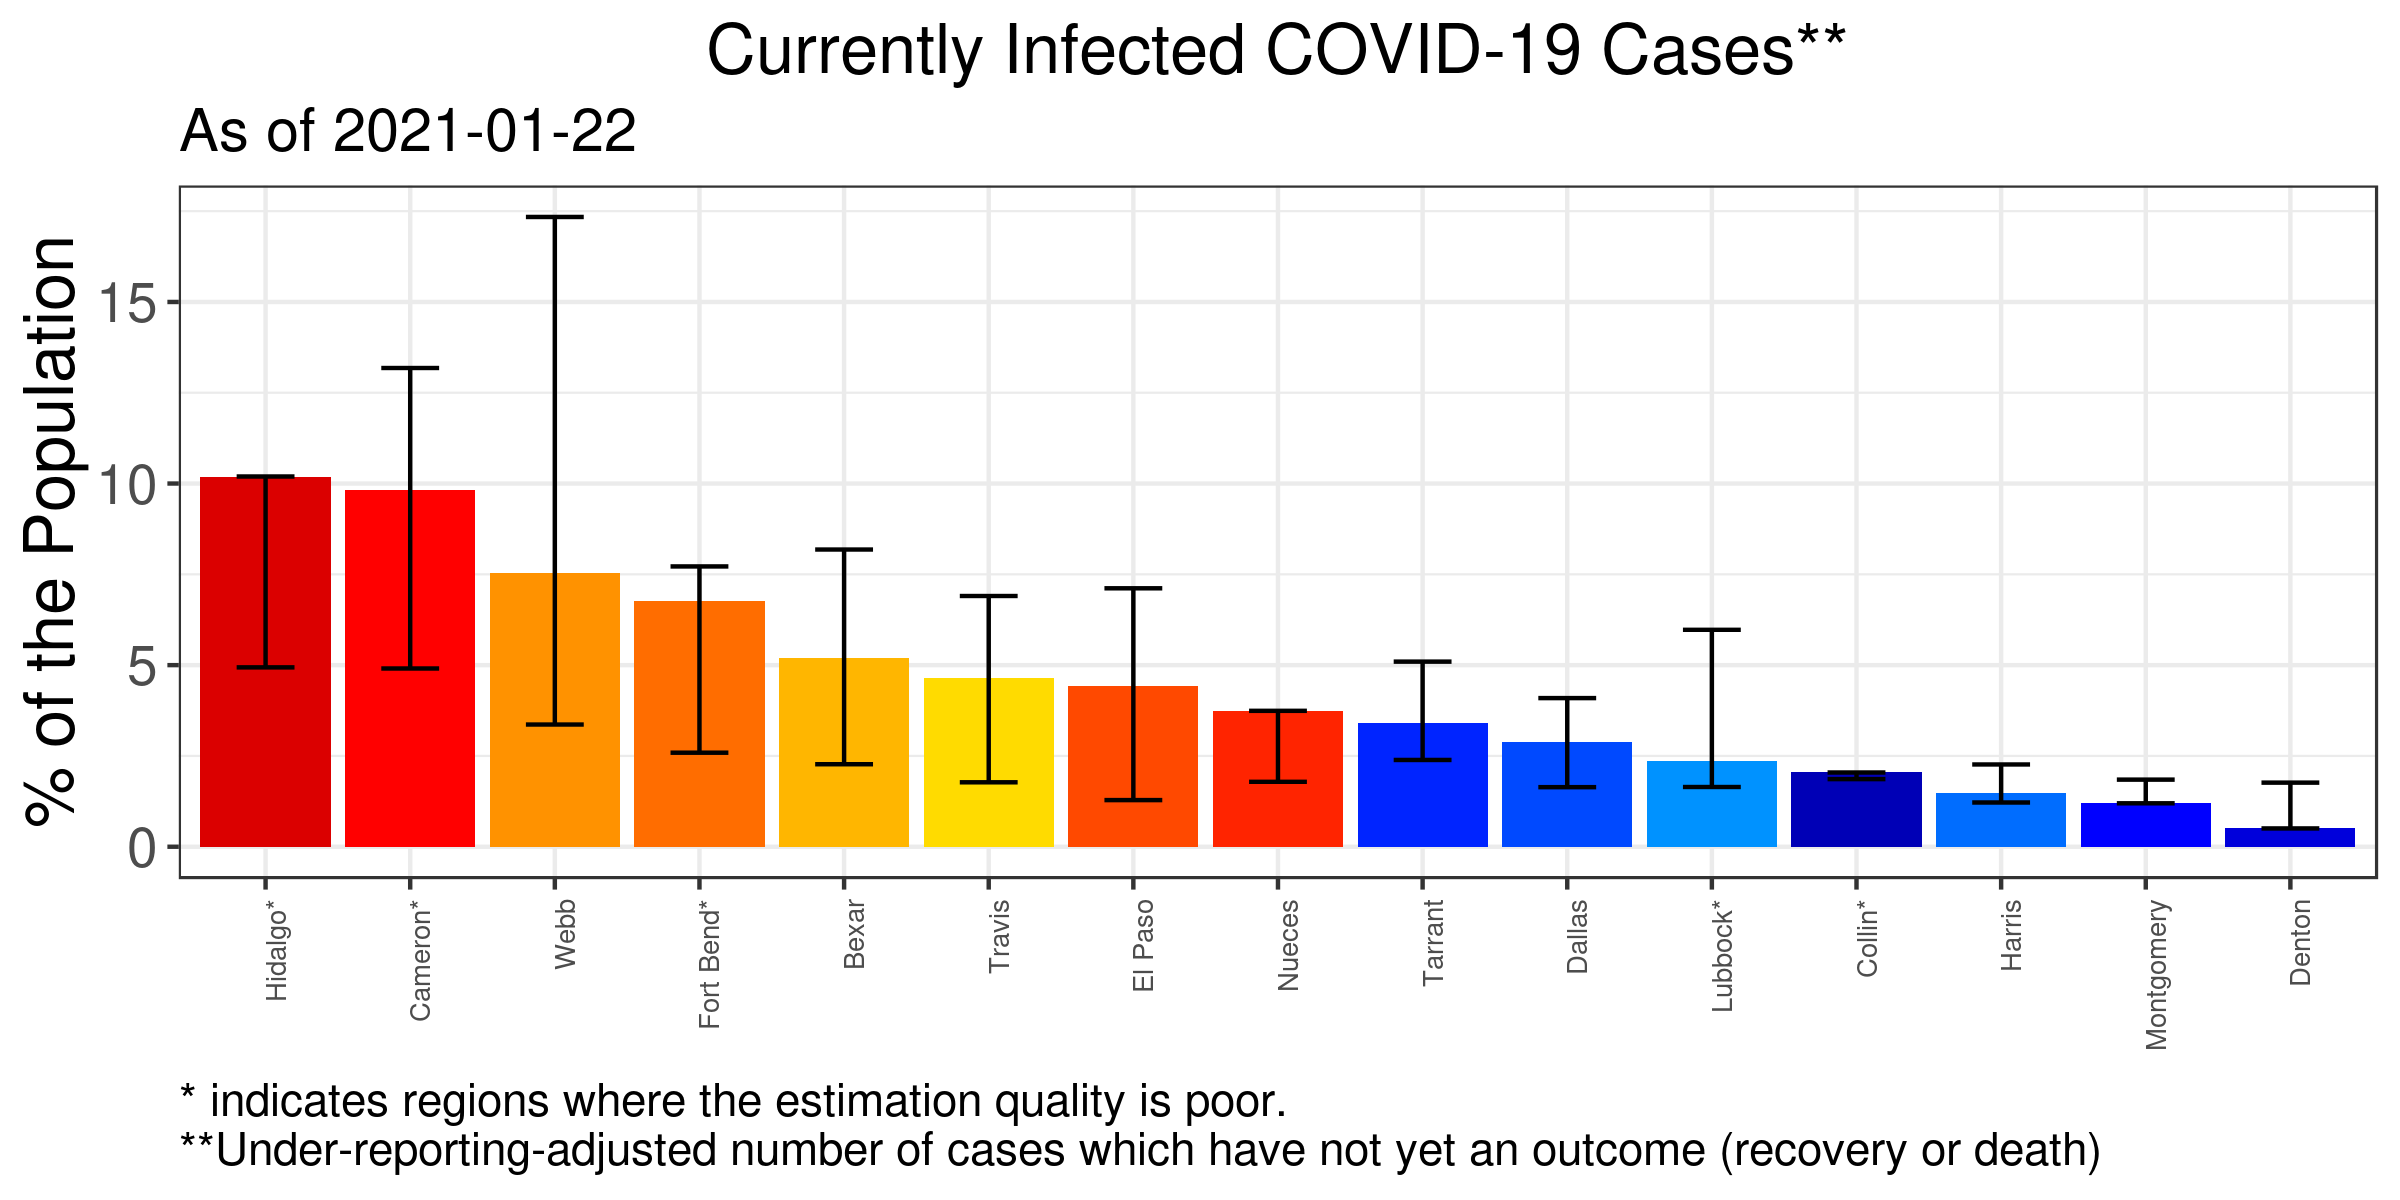 Currently Infected COVID-19 Cases**
As of 2021-01-22
% of the Population
15
10
5
0
Hidalgo*
Cameron*
Webb
Fort Bend*
Bexar
Travis
El Paso
Nueces
Tarrant
Dallas
Lubbock*
Collin*
Harris
Montgomery
Denton
* indicates regions where the estimation quality is poor.
**Under-reporting-adjusted number of cases which have not yet an outcome (recovery or death)